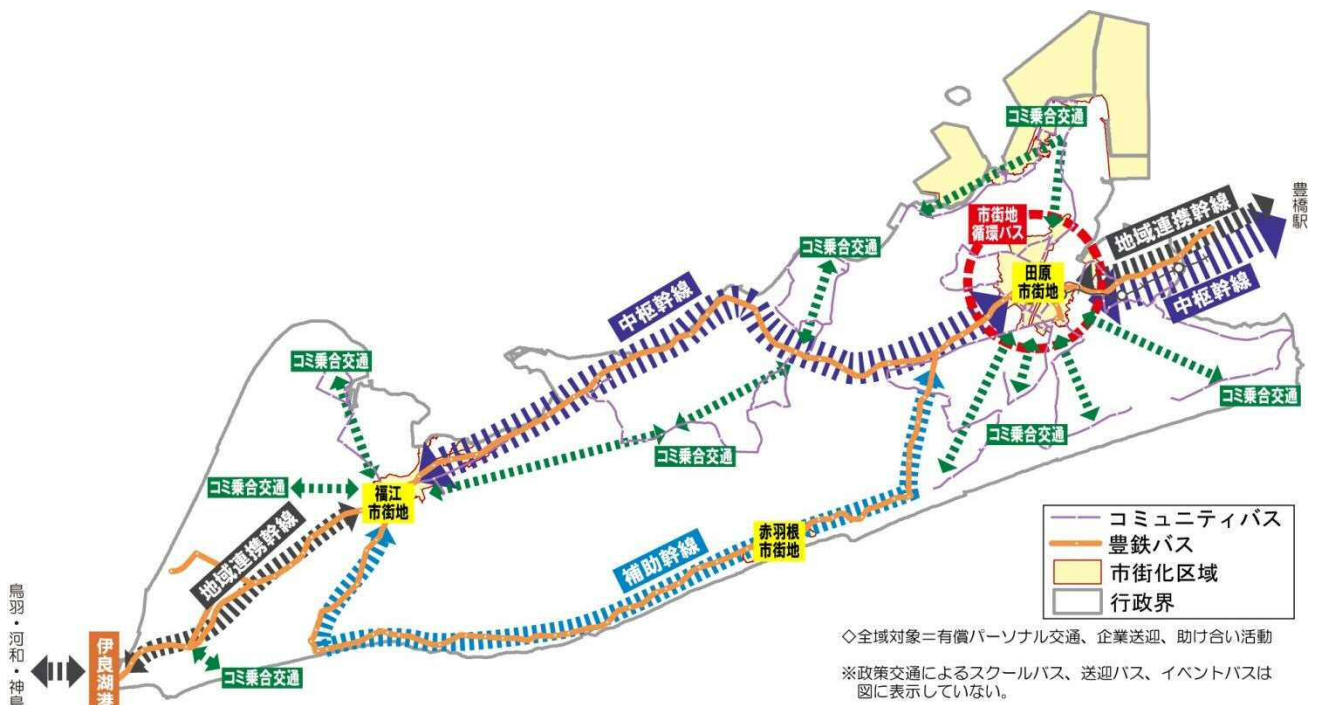 コミ乗合交通
豊橋駅
市街地
循環バス
地域連携幹線
コミ乗合交通
田原
市街地
中枢幹線
中枢幹線
コミ乗合交通
コミ乗合交通
コミ乗合交通
コミ乗合交通
コミ乗合交通
福江
市街地
地域連携幹線
赤羽根
市街地
補助幹線
コミュニティバス
豊鉄バス
市街化区域
行政界
鳥羽・河和・神島
伊良湖港
コミ乗合交通
◇全域対象=有償パーソナル交通、企業送迎、助け合い活動
※政策交通によるスクールバス、送迎バス、イベントバスは
図に表示していない。